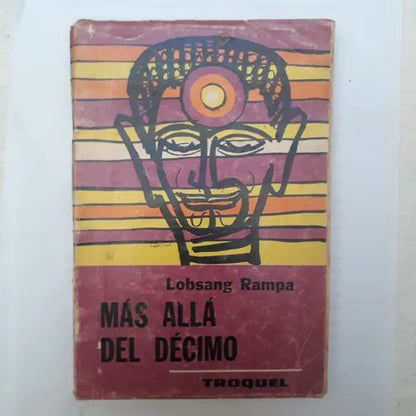 Lobsang Rampa
MÁS ALLÁ
DEL DÉCIMO
TROQUEL